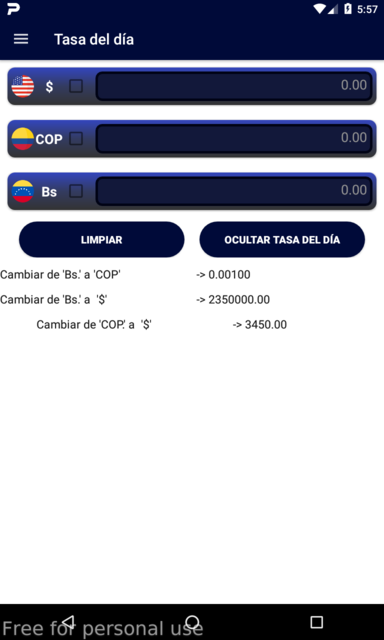 5:57
Tasa del día
$ 0.00
COP 0.00
Bs 0.00
LIMPIAR OCULTAR TASA DEL DÍA
Cambiar de 'Bs.' a 'COP' -> 0.00100
Cambiar de 'Bs.' a '$' -> 2350000.00
Cambiar de 'COP.' a '$' -> 3450.00
Free for personal use